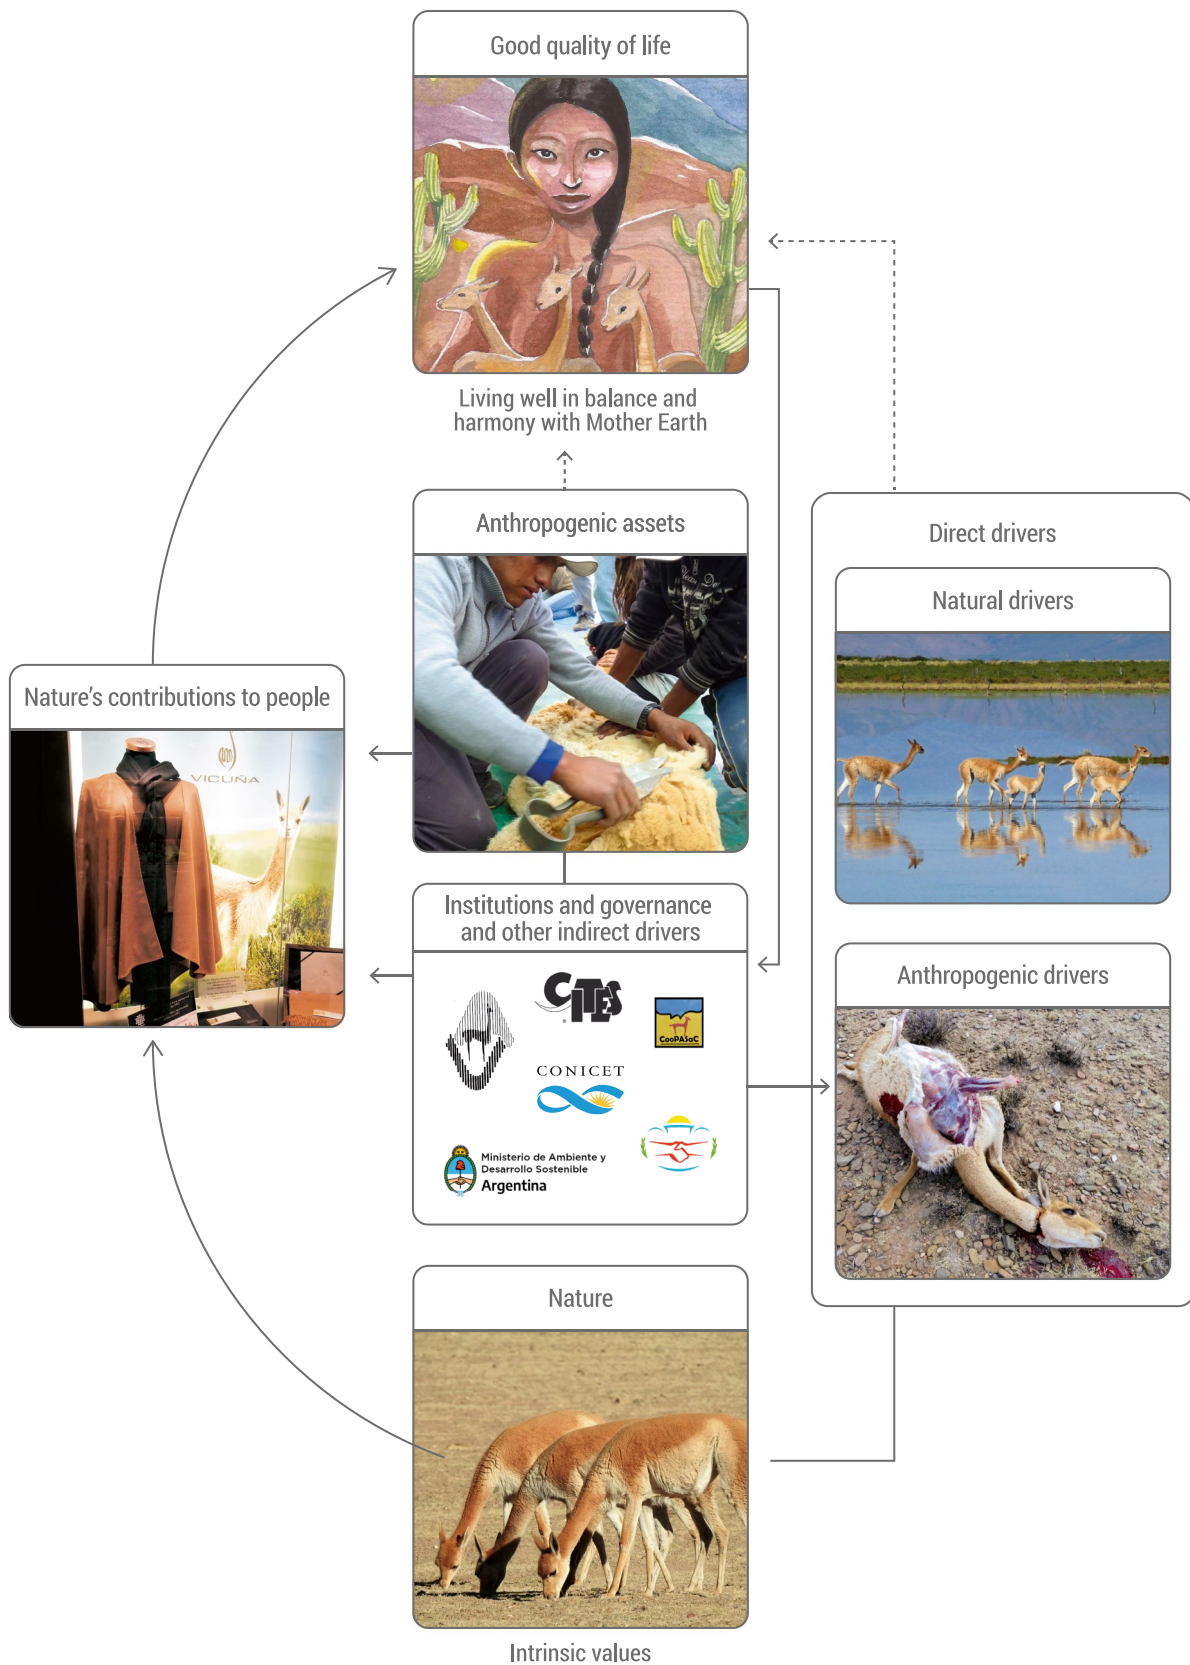 Good quality of life
Living well in balance and
harmony with Mother Earth
Anthropogenic assets
Direct drivers
Natural drivers
Nature's contributions to people
VICUÑA
Institutions and governance
and other indirect drivers
CITES
CooPASaC
CONICET
Ministerio de Ambiente y
Desarrollo Sostenible
Argentina
Anthropogenic drivers
Nature
Intrinsic values